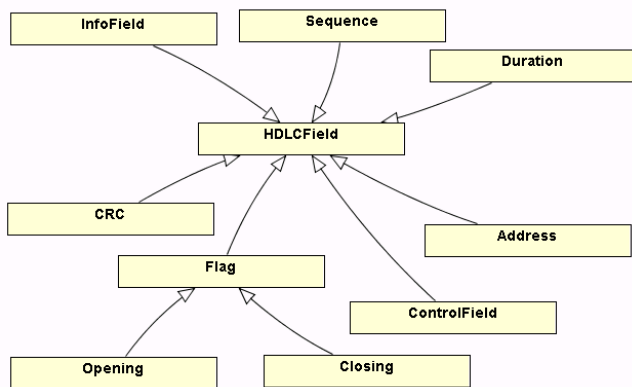 InfoField
Sequence
Duration
HDLCField
CRC
Address
Flag
ControlField
Opening
Closing